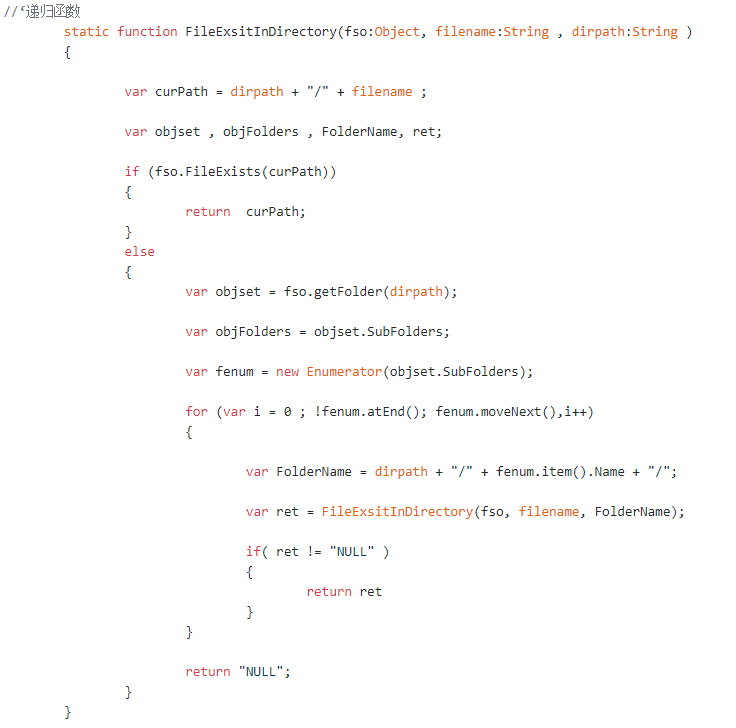 //‘递归函数
static function FileExsitInDirectory(fso:Object, filename:String , dirpath:String )
{
var curPath = dirpath + "/" + filename ;
var objset , objFolders , FolderName, ret;
if (fso.FileExists(curPath))
{
return  curPath;
}
else
{
var objset = fso.getFolder(dirpath);
var objFolders = objset.SubFolders;
var fenum = new Enumerator(objset.SubFolders);
for (var i = 0 ; !fenum.atEnd(); fenum.moveNext(),i++)
{
var FolderName = dirpath + "/" + fenum.item().Name + "/";
var ret = FileExsitInDirectory(fso, filename, FolderName);
if( ret != "NULL" )
{
return ret
}
}
return "NULL";
}
}